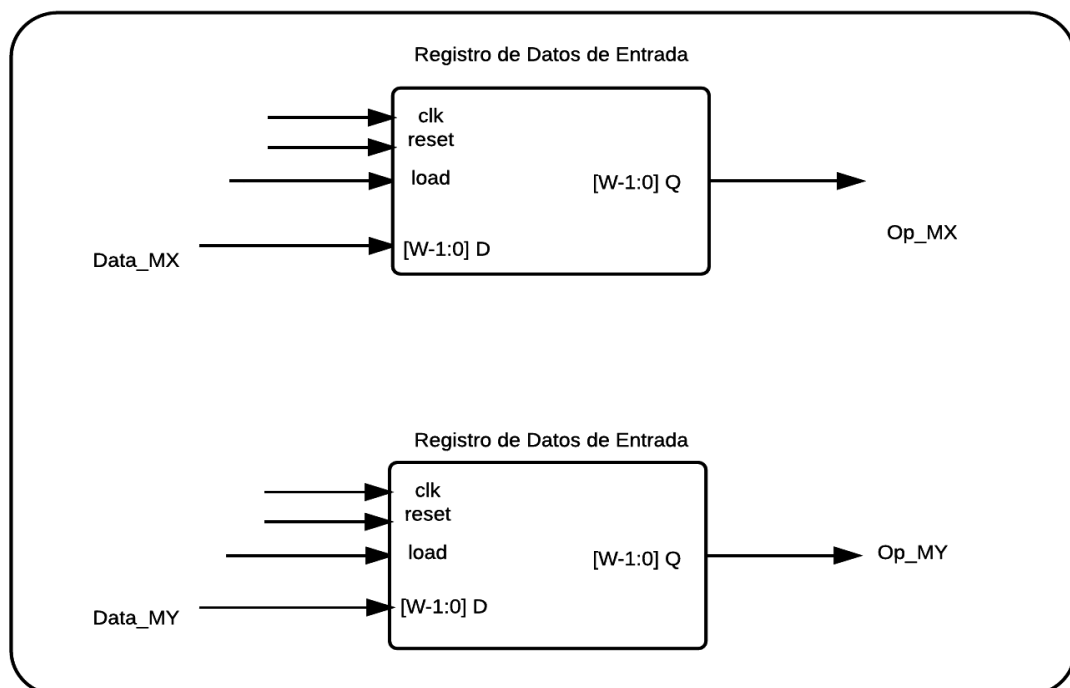 Registro de Datos de Entrada
clk
reset
load
[W-1:0] Q
[W-1:0] D
Data_MX
Op_MX
Registro de Datos de Entrada
clk
reset
load
[W-1:0] Q
Op_MY
[W-1:0] D
Data_MY